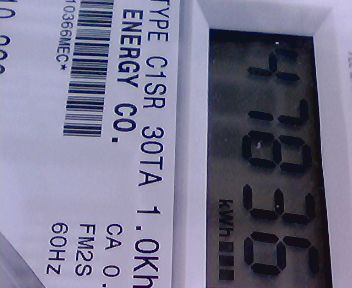 TYPE C1SR 30TA 1.0Kh
ENERGY CO.
CA 0.
FM2S
60HZ
10366MEC*
47836
kWh